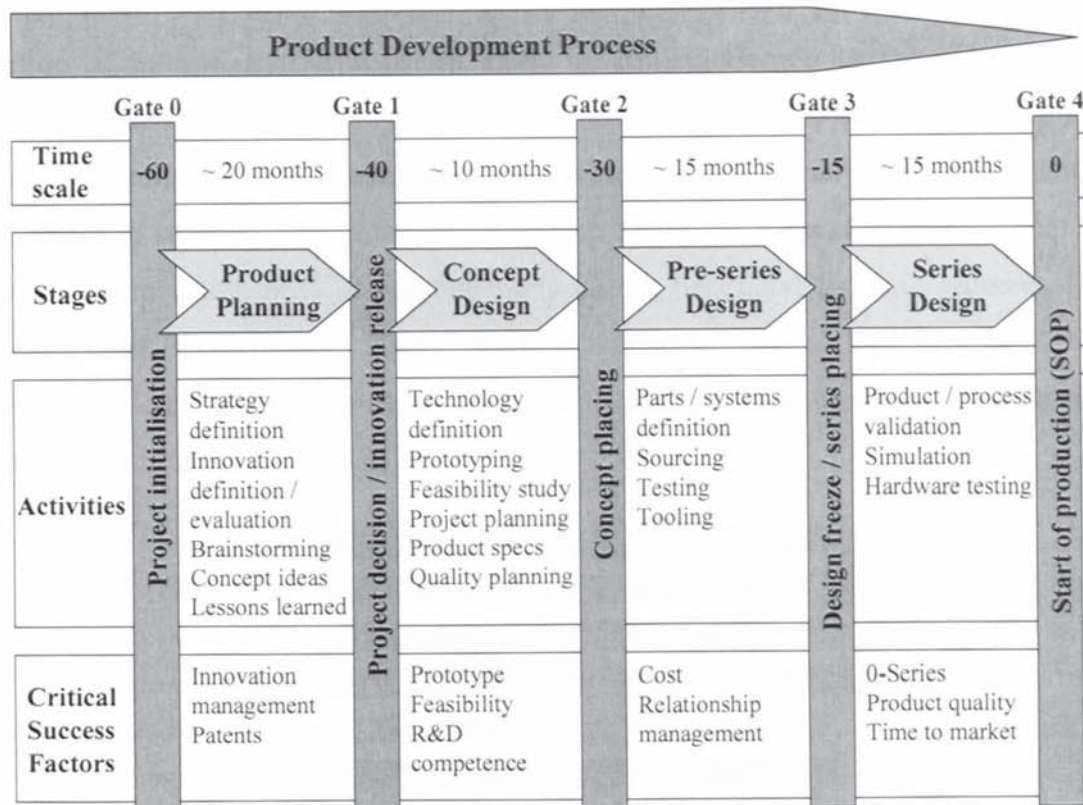 Product Development Process
Gate 0
Gate 1
Gate 2
Gate 3
Gate 4
Time
scale
-60
~ 20 months
-40
~ 10 months
-30
~ 15 months
-15
~ 15 months
0
Stages
Product
Planning
Concept
Design
Pre-series
Design
Series
Design
Project initialisation
Project decision / innovation release
Concept placing
Design freeze / series placing
Start of production (SOP)
Activities
Strategy
definition
Innovation
definition /
evaluation
Brainstorming
Concept ideas
Lessons learned
Technology
definition
Prototyping
Feasibility study
Project planning
Product specs
Quality planning
Parts / systems
definition
Sourcing
Testing
Tooling
Product / process
validation
Simulation
Hardware testing
Critical
Success
Factors
Innovation
management
Patents
Prototype
Feasibility
R&D
competence
Cost
Relationship
management
0-Series
Product quality
Time to market